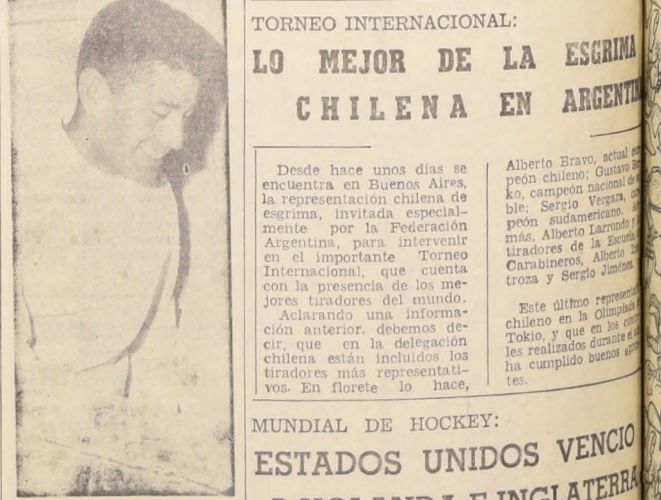 TORNEO INTERNACIONAL:
LO MEJOR DE LA ESGRIMA
CHILENA EN
Desde hace unos días se
encuentra en Buenos Aires,
la representación chilena de
esgrima, invitada especial-
mente por la Federación
Argentina, para intervenir
en el importante Torneo
Internacional, que cuenta
con la presencia de los me-
jores tiradores del mundo.
Aclarando una informa-
ción anterior, debemos de-
cir, que en la delegación
chilena están incluidos los
tiradores más representati-
vos. En florete lo hace,
Alberto Bravo, actual
peón chileno; Gustavo
ko, campeón nacional de
ble; Sergio Vergara,
peón sudamericano.
más, Alberto Larrondo
tiradores de la
Carabineros, Alberto
troza y Sergio Jiménez.
Este último
chileno en la Olimpíada
Tokio, y que en los
les realizados durante
ha cumplido buenos
tes.
MUNDIAL DE HOCKEY:
ESTADOS UNIDOS VENCIO
A HOLANDA E INGLATERRA